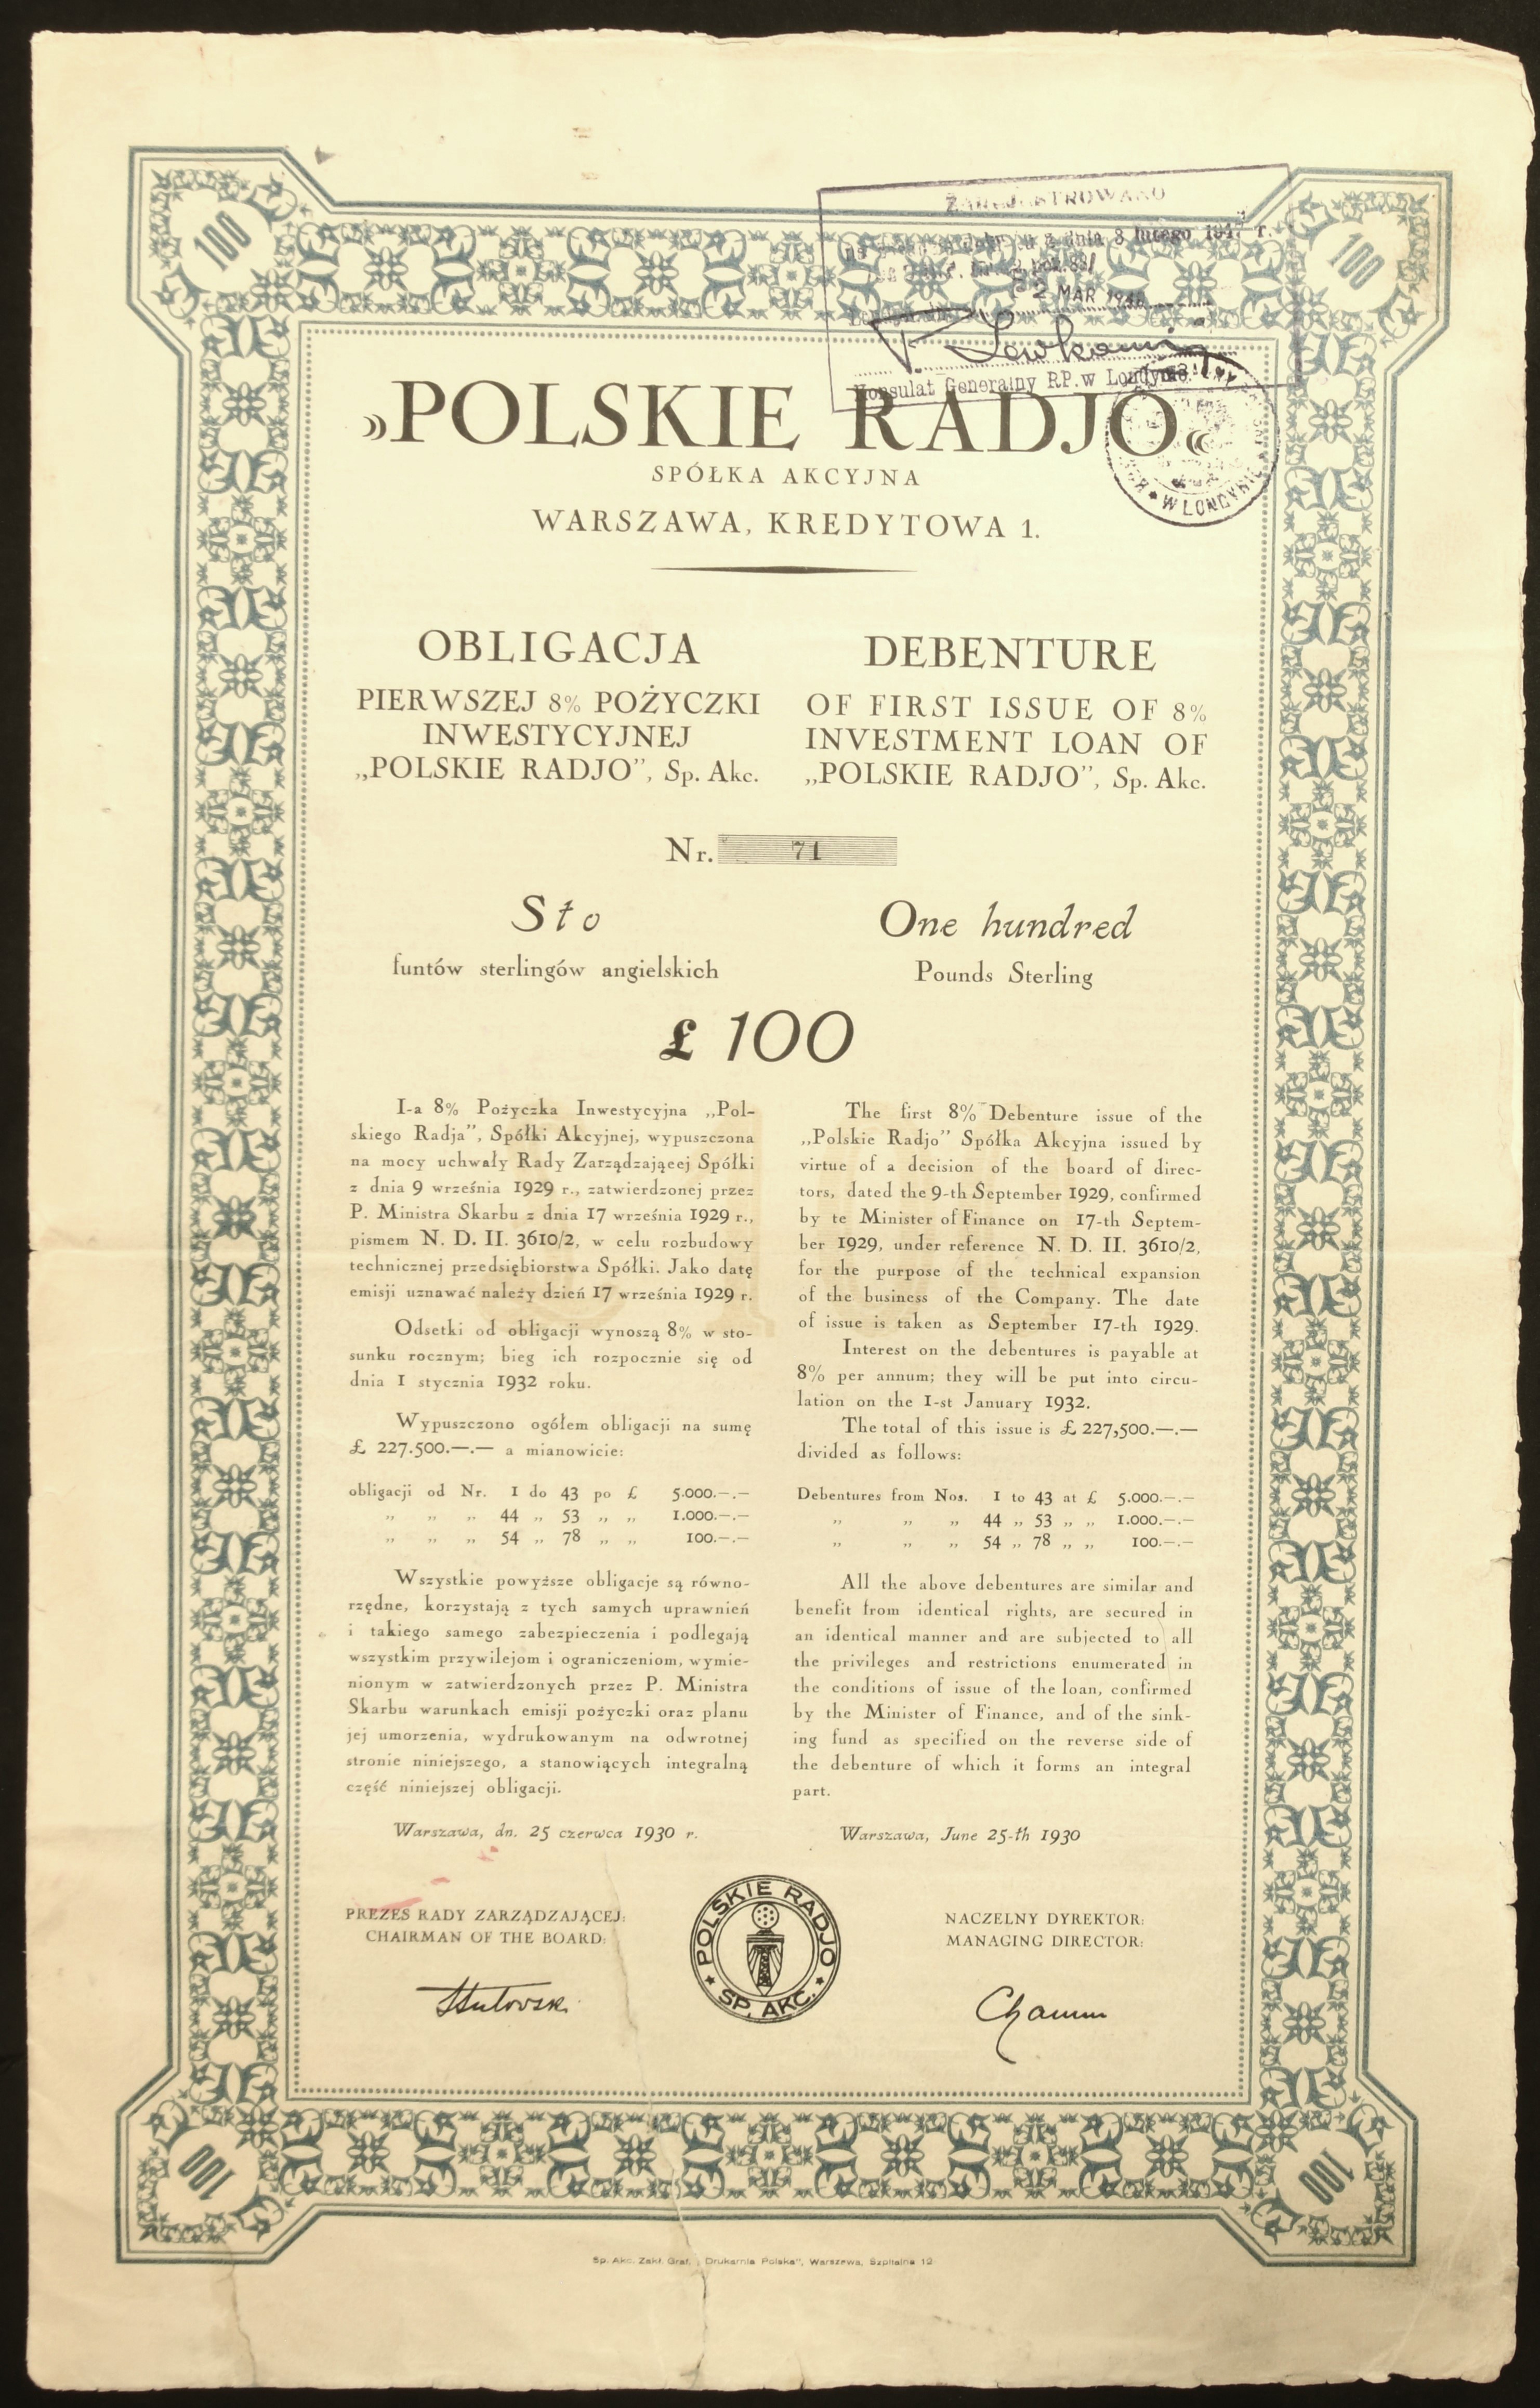 100
100
ZAREJESTROWANO
z dnia 3 lutego 1947 r.
2 MAR 1948
Konsulat Generalny R.P. w Londynie
W LONDYNIE
»POLSKIE RADJO«
SPÓŁKA AKCYJNA
WARSZAWA, KREDYTOWA 1.
OBLIGACJA
PIERWSZEJ 8% POŻYCZKI
INWESTYCYJNEJ
„POLSKIE RADJO”, Sp. Akc.
DEBENTURE
OF FIRST ISSUE OF 8%
INVESTMENT LOAN OF
„POLSKIE RADJO”, Sp. Akc.
Nr. 71
Sto
funtów sterlingów angielskich
One hundred
Pounds Sterling
£ 100
I-a 8% Pożyczka Inwestycyjna „Pol-
skiego Radja”, Spółki Akcyjnej, wypuszczona
na mocy uchwały Rady Zarządzającej Spółki
z dnia 9 września 1929 r., zatwierdzonej przez
P. Ministra Skarbu z dnia 17 września 1929 r.,
pismem N. D. II. 3610/2, w celu rozbudowy
technicznej przedsiębiorstwa Spółki. Jako datę
emisji uznawać należy dzień 17 września 1929 r.
Odsetki od obligacji wynoszą 8% w sto-
sunku rocznym; bieg ich rozpocznie się od
dnia 1 stycznia 1932 roku.
Wypuszczono ogółem obligacji na sumę
£ 227.500.—.— a mianowicie:
obligacji od Nr. 1 do 43 po £ 5.000.—.—
„ „ „ 44 „ 53 „ „ 1.000.—.—
„ „ „ 54 „ 78 „ „ 100.—.—
Wszystkie powyższe obligacje są równo-
rzędne, korzystają z tych samych uprawnień
i takiego samego zabezpieczenia i podlegają
wszystkim przywilejom i ograniczeniom, wymie-
nionym w zatwierdzonych przez P. Ministra
Skarbu warunkach emisji pożyczki oraz planu
jej umorzenia, wydrukowanym na odwrotnej
stronie niniejszego, a stanowiących integralną
część niniejszej obligacji.
Warszawa, dn. 25 czerwca 1930 r.
The first 8% Debenture issue of the
„Polskie Radjo” Spółka Akcyjna issued by
virtue of a decision of the board of direc-
tors, dated the 9-th September 1929, confirmed
by te Minister of Finance on 17-th Septem-
ber 1929, under reference N. D. II. 3610/2,
for the purpose of the technical expansion
of the business of the Company. The date
of issue is taken as September 17-th 1929.
Interest on the debentures is payable at
8% per annum; they will be put into circu-
lation on the 1-st January 1932.
The total of this issue is £ 227,500.—.—
divided as follows:
Debentures from Nos. 1 to 43 at £ 5.000.—.—
„ „ „ 44 „ 53 „ „ 1.000.—.—
„ „ „ 54 „ 78 „ „ 100.—.—
All the above debentures are similar and
benefit from identical rights, are secured in
an identical manner and are subjected to all
the privileges and restrictions enumerated in
the conditions of issue of the loan, confirmed
by the Minister of Finance, and of the sink-
ing fund as specified on the reverse side of
the debenture of which it forms an integral
part.
Warszawa, June 25-th 1930
PREZES RADY ZARZĄDZAJĄCEJ:
CHAIRMAN OF THE BOARD:
POLSKIE RADJO
SP. AKC.
NACZELNY DYREKTOR:
MANAGING DIRECTOR:
100
100
Sp. Akc. Zakł. Graf. „Drukarnia Polska”, Warszawa, Szpitalna 12